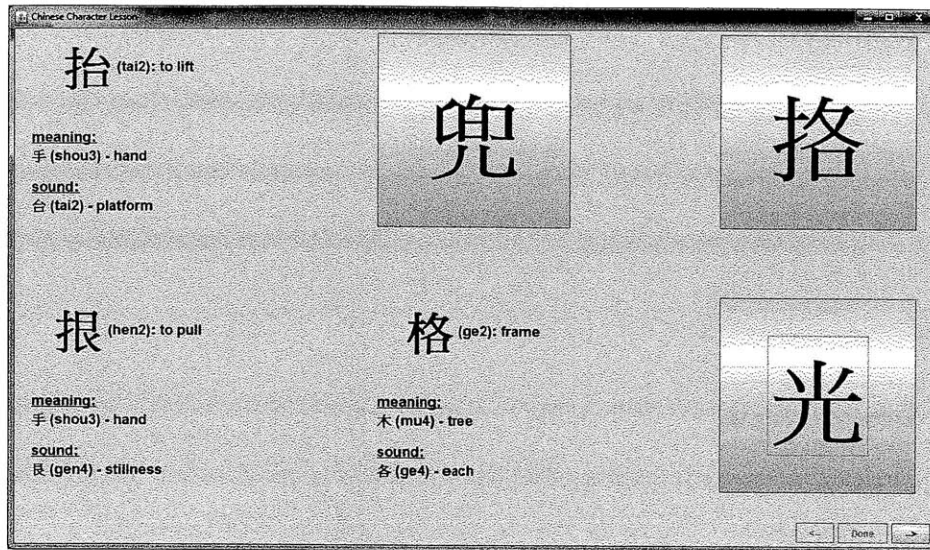 Chinese Character Lesson
抬 (tai2): to lift
meaning:
手 (shou3) - hand
sound:
台 (tai2) - platform
兜
挌
拫 (hen2): to pull
meaning:
手 (shou3) - hand
sound:
艮 (gen4) - stillness
格 (ge2): frame
meaning:
木 (mu4) - tree
sound:
各 (ge4) - each
光
<- Done ->